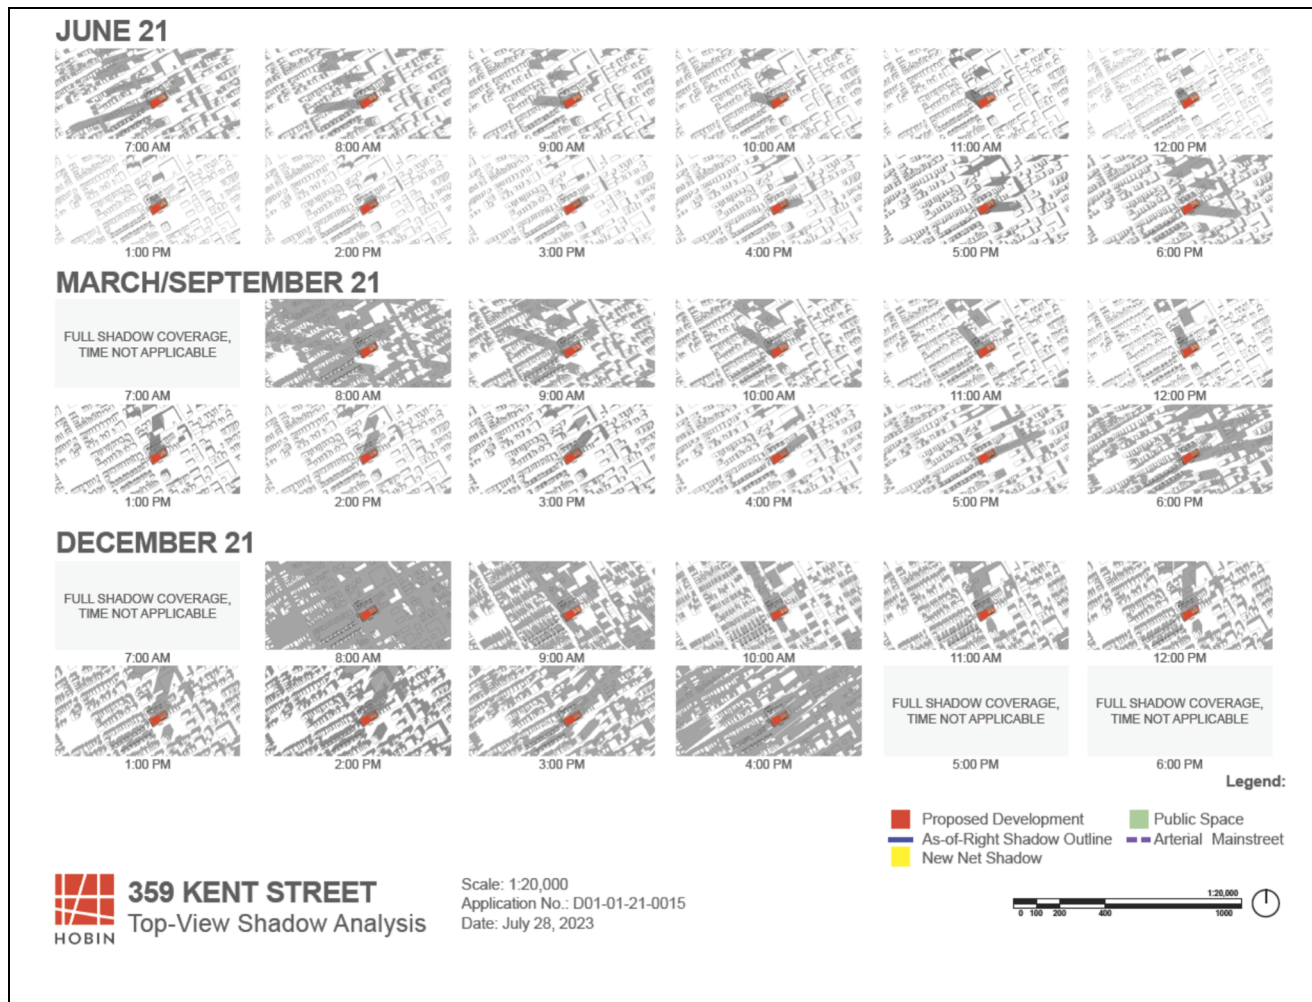 JUNE 21
7:00 AM
8:00 AM
9:00 AM
10:00 AM
11:00 AM
12:00 PM
1:00 PM
2:00 PM
3:00 PM
4:00 PM
5:00 PM
6:00 PM
MARCH/SEPTEMBER 21
FULL SHADOW COVERAGE,
TIME NOT APPLICABLE
7:00 AM
8:00 AM
9:00 AM
10:00 AM
11:00 AM
12:00 PM
1:00 PM
2:00 PM
3:00 PM
4:00 PM
5:00 PM
6:00 PM
DECEMBER 21
FULL SHADOW COVERAGE,
TIME NOT APPLICABLE
7:00 AM
8:00 AM
9:00 AM
10:00 AM
11:00 AM
12:00 PM
FULL SHADOW COVERAGE,
TIME NOT APPLICABLE
FULL SHADOW COVERAGE,
TIME NOT APPLICABLE
1:00 PM
2:00 PM
3:00 PM
4:00 PM
5:00 PM
6:00 PM
Legend:
Proposed Development
Public Space
As-of-Right Shadow Outline
Arterial Mainstreet
New Net Shadow
HOBIN
359 KENT STREET
Top-View Shadow Analysis
Scale: 1:20,000
Application No.: D01-01-21-0015
Date: July 28, 2023
1:20,000
0 100 200 400 1000